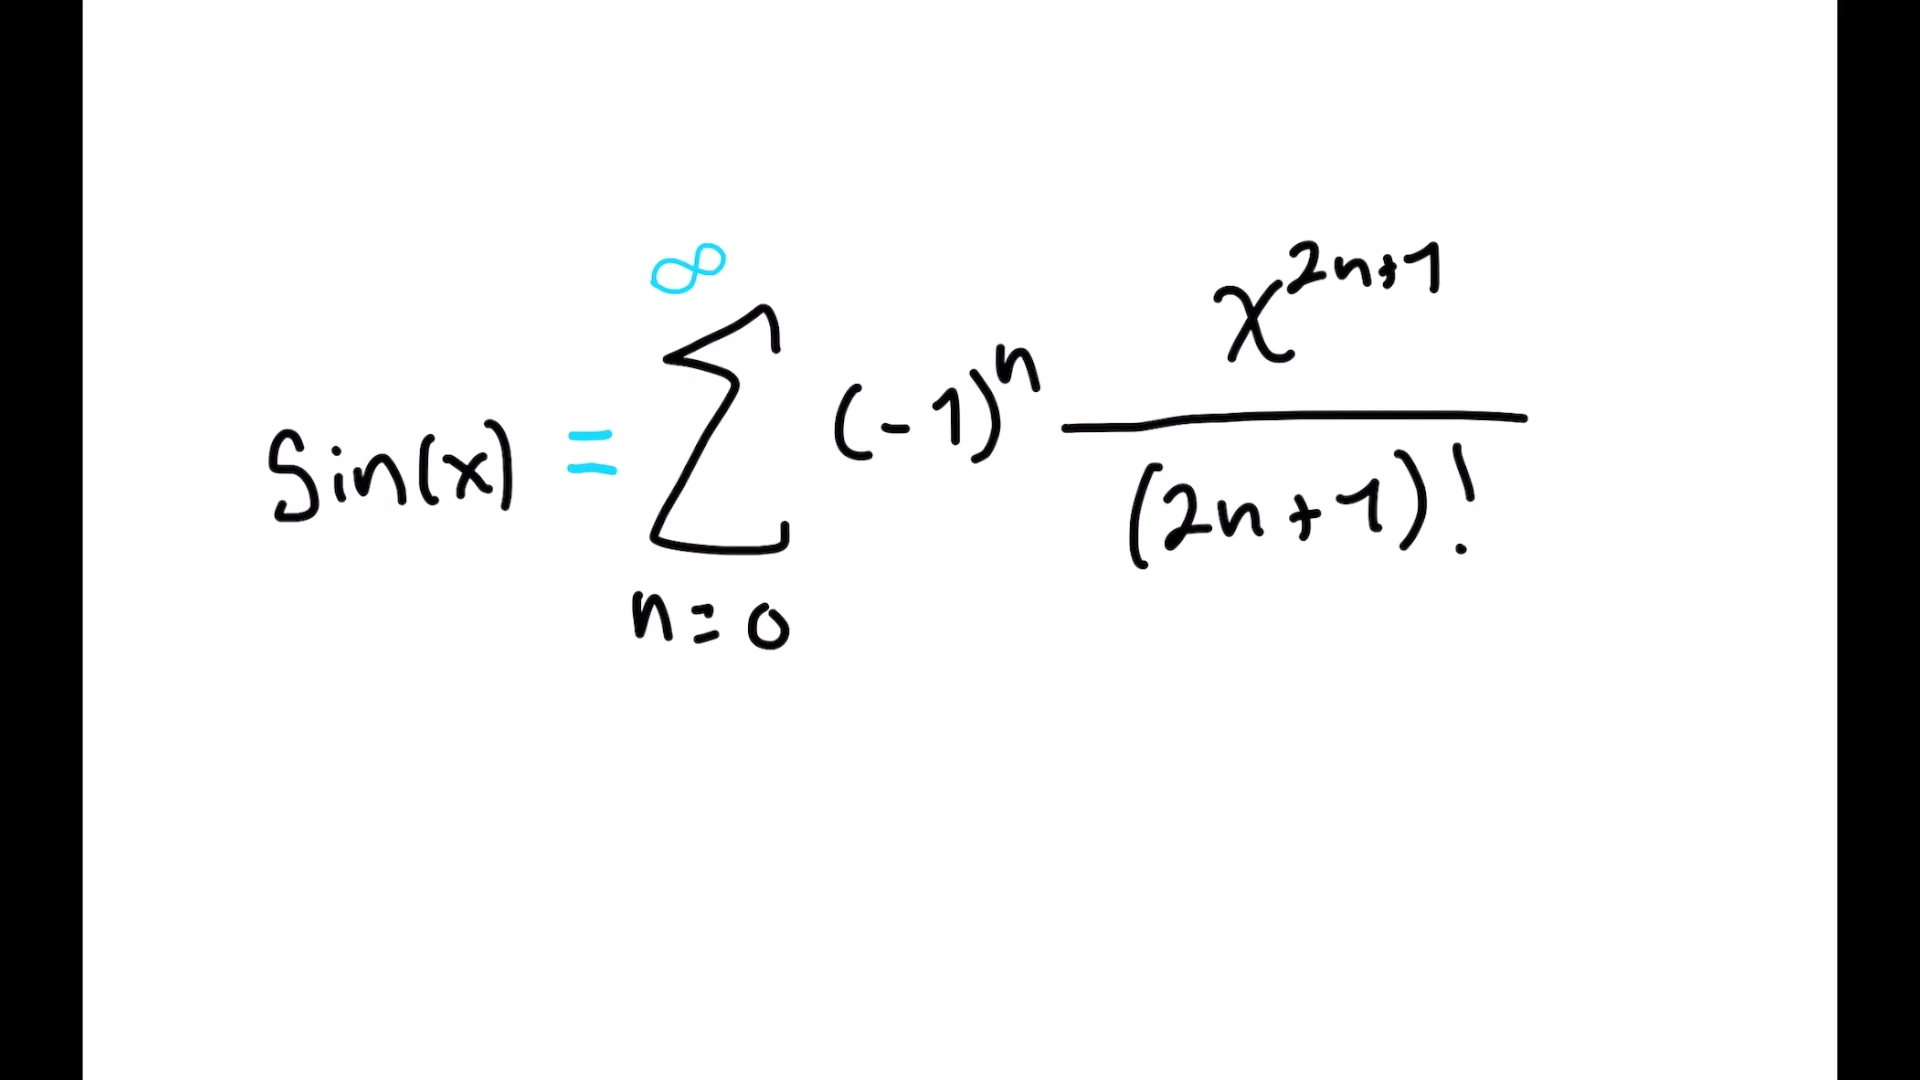 Sin(x) = ∞∑n=0 (-1)^n x^(2n+1) / (2n+1)!